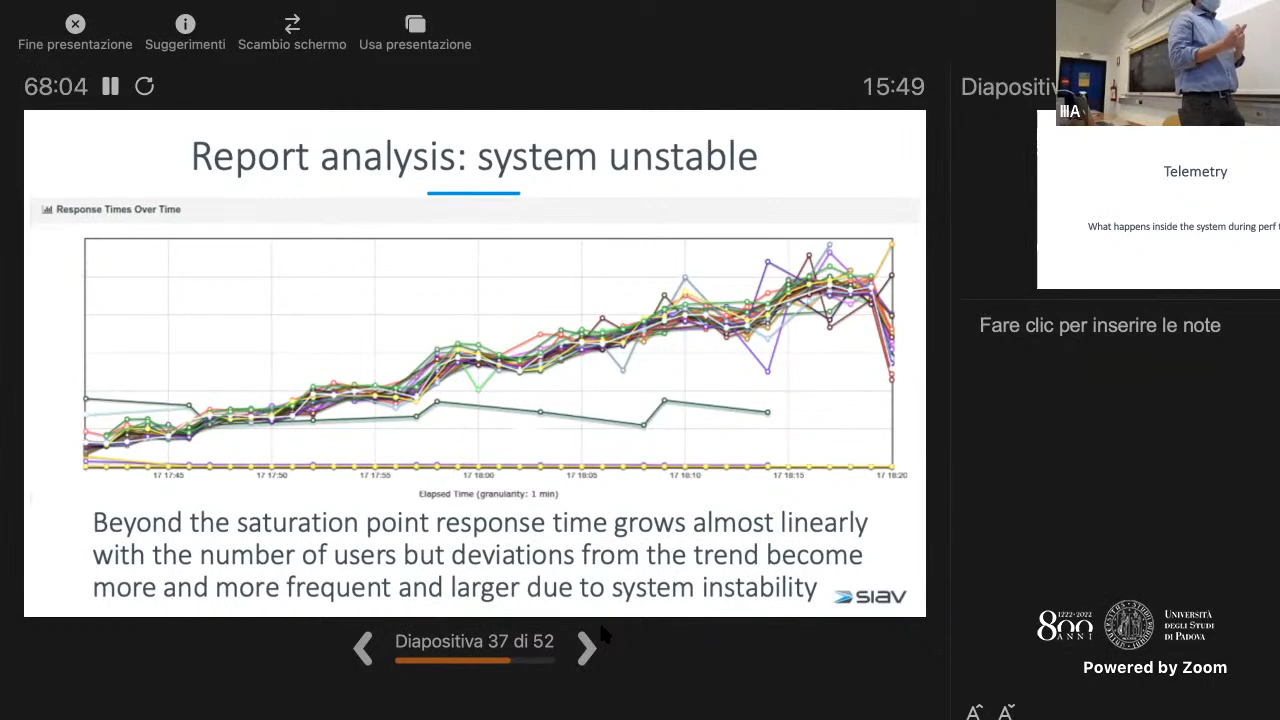 Fine presentazione
Suggerimenti
Scambio schermo
Usa presentazione
68:04
15:49
Diapositiv
IIIA
Report analysis: system unstable
Response Times Over Time
17 17:45
17 17:50
17 17:55
17 18:00
17 18:05
17 18:10
17 18:15
17 18:20
Elapsed Time (granularity: 1 min)
Beyond the saturation point response time grows almost linearly
with the number of users but deviations from the trend become
more and more frequent and larger due to system instability
SIAV
Diapositiva 37 di 52
Telemetry
What happens inside the system during perf t
Fare clic per inserire le note
1222·2022
800
ANNI
UNIVERSITÀ
DEGLI STUDI
DI PADOVA
Powered by Zoom
A A